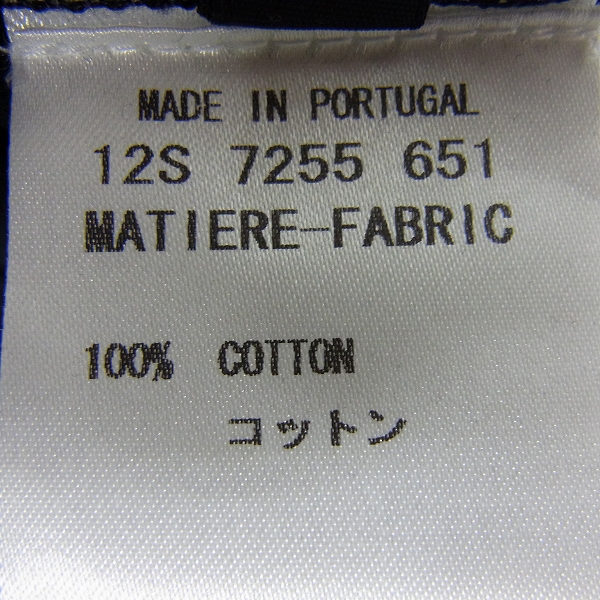 MADE IN PORTUGAL
12S 7255 651
MATIERE-FABRIC
100% COTTON
コットン